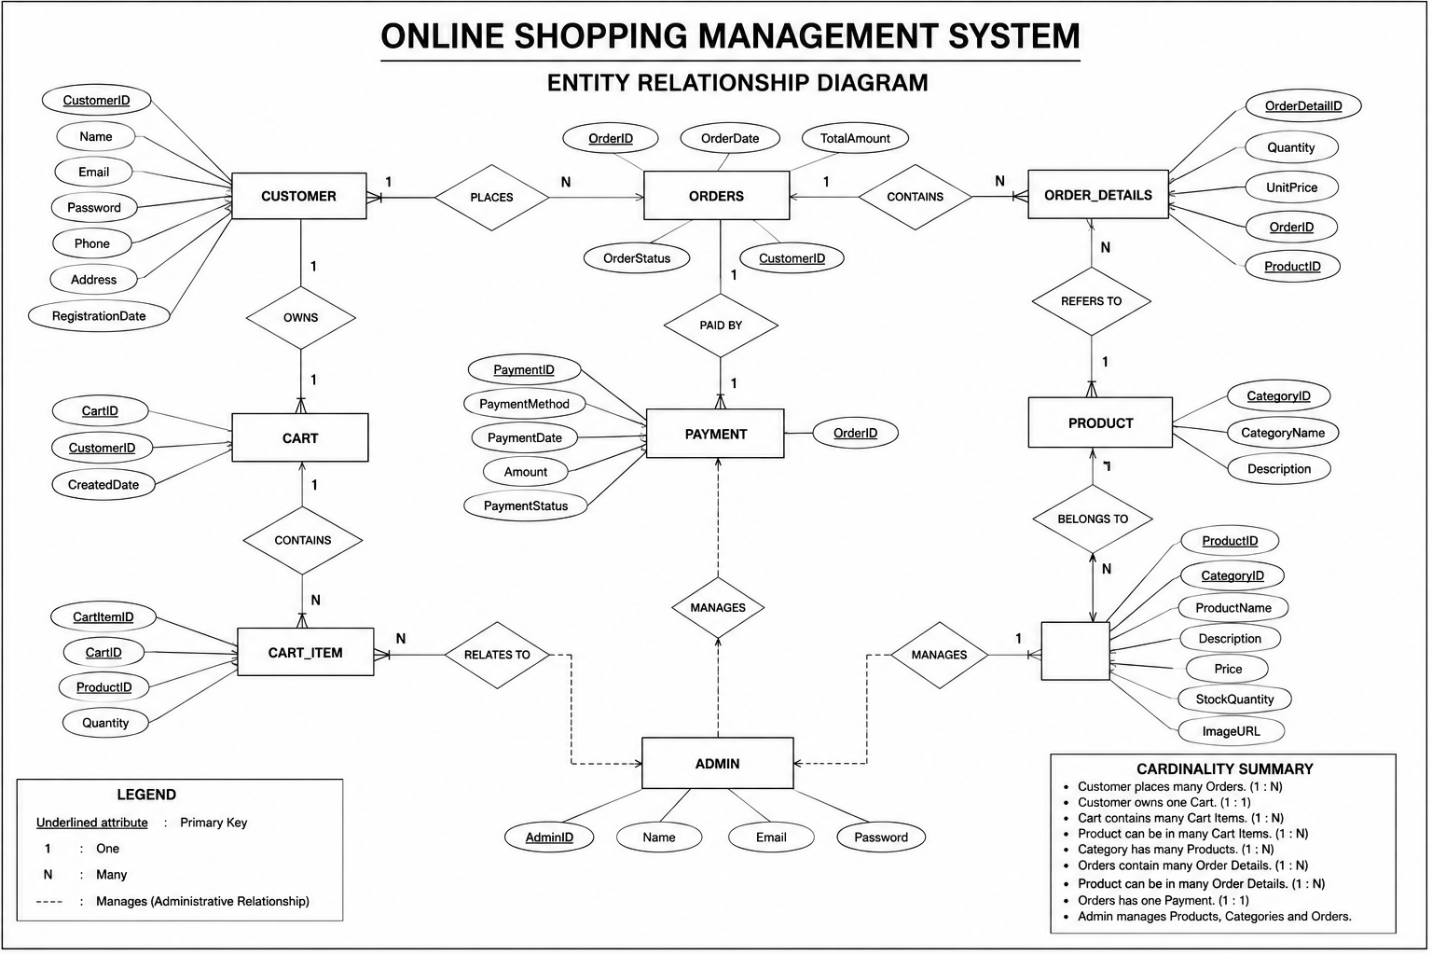 ONLINE SHOPPING MANAGEMENT SYSTEM
ENTITY RELATIONSHIP DIAGRAM
CustomerID
Name
Email
Password
Phone
Address
RegistrationDate
CUSTOMER
1
PLACES
N
OrderID
OrderDate
TotalAmount
ORDERS
OrderStatus
CustomerID
1
CONTAINS
N
ORDER_DETAILS
OrderDetailID
Quantity
UnitPrice
OrderID
ProductID
1
OWNS
1
1
PAID BY
1
N
REFERS TO
1
CartID
CustomerID
CreatedDate
CART
PaymentID
PaymentMethod
PaymentDate
Amount
PaymentStatus
PAYMENT
OrderID
PRODUCT
CategoryID
CategoryName
Description
1
CONTAINS
N
1
BELONGS TO
N
CartItemID
CartID
ProductID
Quantity
CART_ITEM
N
RELATES TO
MANAGES
MANAGES
1
ProductID
CategoryID
ProductName
Description
Price
StockQuantity
ImageURL
ADMIN
AdminID
Name
Email
Password
LEGEND
Underlined attribute : Primary Key
1 : One
N : Many
---- : Manages (Administrative Relationship)
CARDINALITY SUMMARY
• Customer places many Orders. (1 : N)
• Customer owns one Cart. (1 : 1)
• Cart contains many Cart Items. (1 : N)
• Product can be in many Cart Items. (1 : N)
• Category has many Products. (1 : N)
• Orders contain many Order Details. (1 : N)
• Product can be in many Order Details. (1 : N)
• Orders has one Payment. (1 : 1)
• Admin manages Products, Categories and Orders.